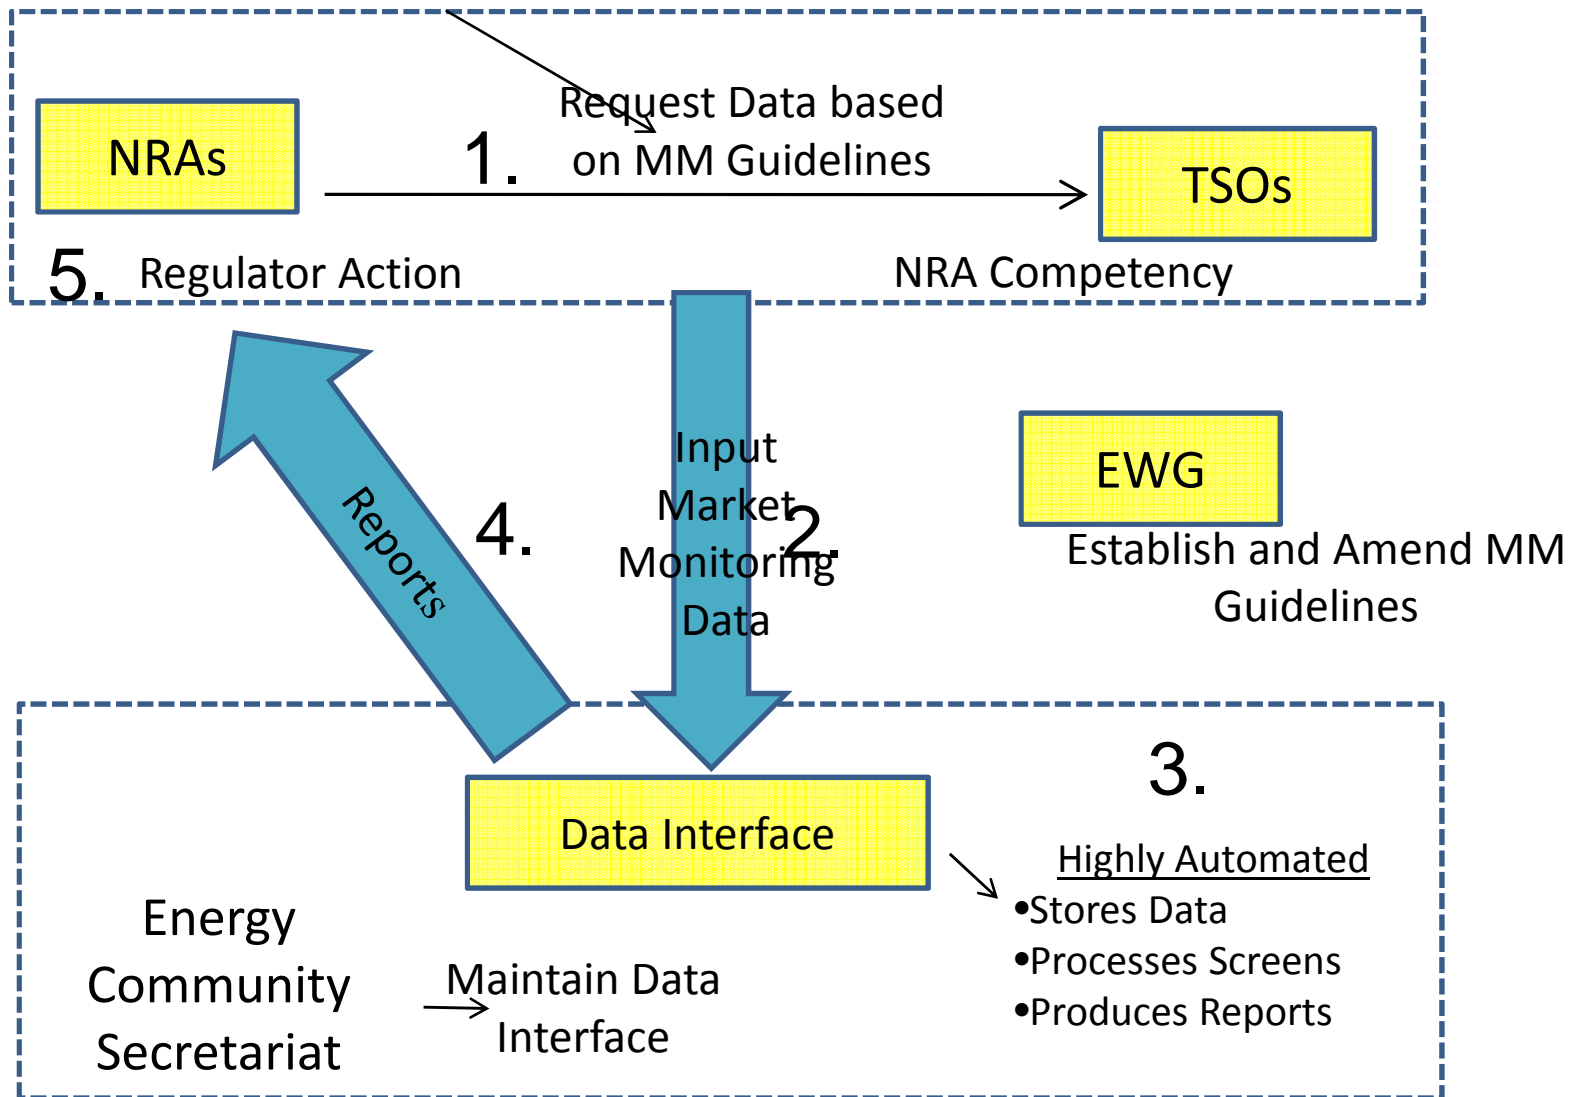 NRAs
1.
Request Data based
on MM Guidelines
TSOs
5.
Regulator Action
NRA Competency
Reports
4.
Input
Market
Monitoring
Data
2.
EWG
Establish and Amend MM
Guidelines
Data Interface
3.
Highly Automated
•Stores Data
•Processes Screens
•Produces Reports
Energy
Community
Secretariat
Maintain Data
Interface